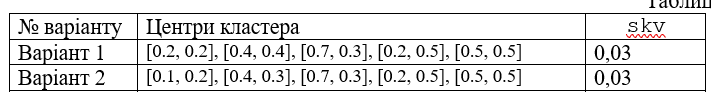 Таблиц
№ варіанту Центри кластера skv
Варіант 1 [0.2, 0.2], [0.4, 0.4], [0.7, 0.3], [0.2, 0.5], [0.5, 0.5] 0,03
Варіант 2 [0.1, 0.2], [0.4, 0.3], [0.7, 0.3], [0.2, 0.5], [0.5, 0.5] 0,03